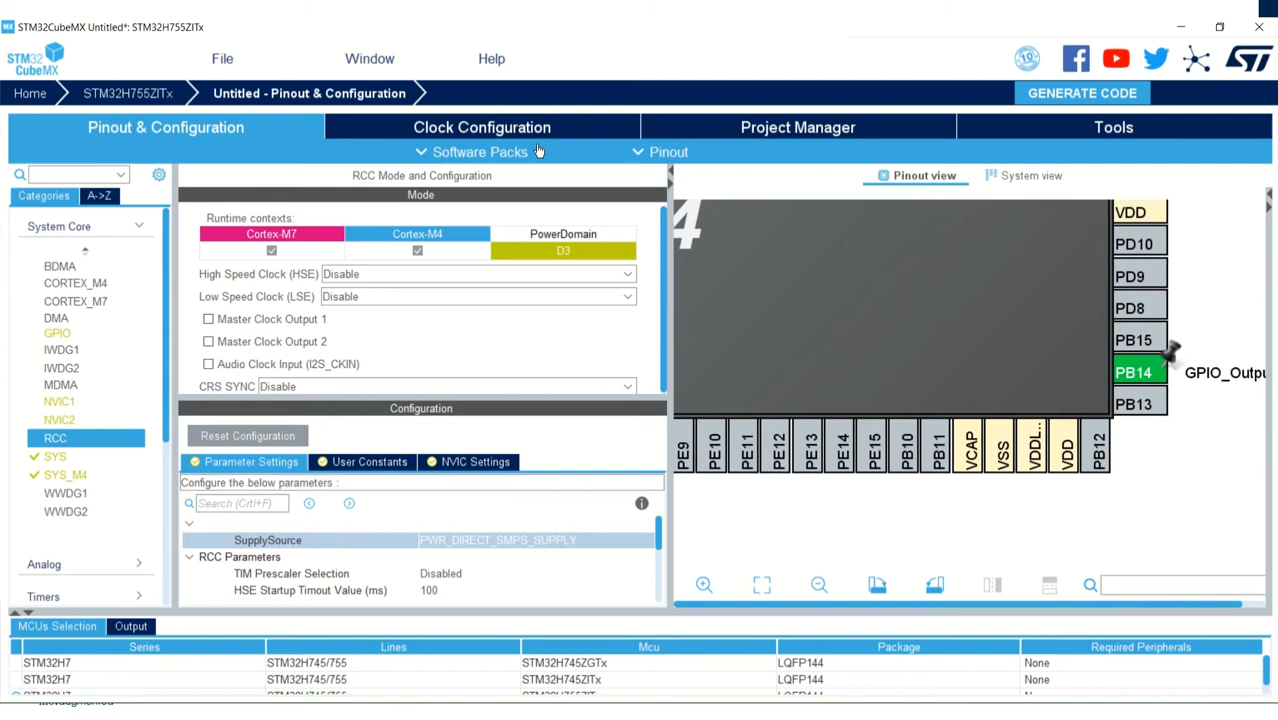 MX STM32CubeMX Untitled*: STM32H755ZITx
STM32
CubeMX
File Window Help
10
ST
Home STM32H755ZITx Untitled - Pinout & Configuration GENERATE CODE
Pinout & Configuration Clock Configuration Project Manager Tools
Software Packs Pinout
RCC Mode and Configuration
Pinout view System view
Categories A->Z
Mode
System Core
BDMA
CORTEX_M4
CORTEX_M7
DMA
GPIO
IWDG1
IWDG2
MDMA
NVIC1
NVIC2
RCC
SYS
SYS_M4
WWDG1
WWDG2
Analog
Timers
Runtime contexts:
Cortex-M7 Cortex-M4 PowerDomain
D3
High Speed Clock (HSE) Disable
Low Speed Clock (LSE) Disable
Master Clock Output 1
Master Clock Output 2
Audio Clock Input (I2S_CKIN)
CRS SYNC Disable
Configuration
Reset Configuration
Parameter Settings User Constants NVIC Settings
Configure the below parameters :
Search (Crtl+F)
SupplySource PWR_DIRECT_SMPS_SUPPLY
RCC Parameters
TIM Prescaler Selection Disabled
HSE Startup Timout Value (ms) 100
4
VDD
PD10
PD9
PD8
PB15
PB14 GPIO_Outpu
PB13
PE9 PE10 PE11 PE12 PE13 PE14 PE15 PB10 PB11 VCAP VSS VDDL.. VDD PB12
MCUs Selection Output
Series Lines Mcu Package Required Peripherals
STM32H7 STM32H745/755 STM32H745ZGTx LQFP144 None
STM32H7 STM32H745/755 STM32H745ZITx LQFP144 None